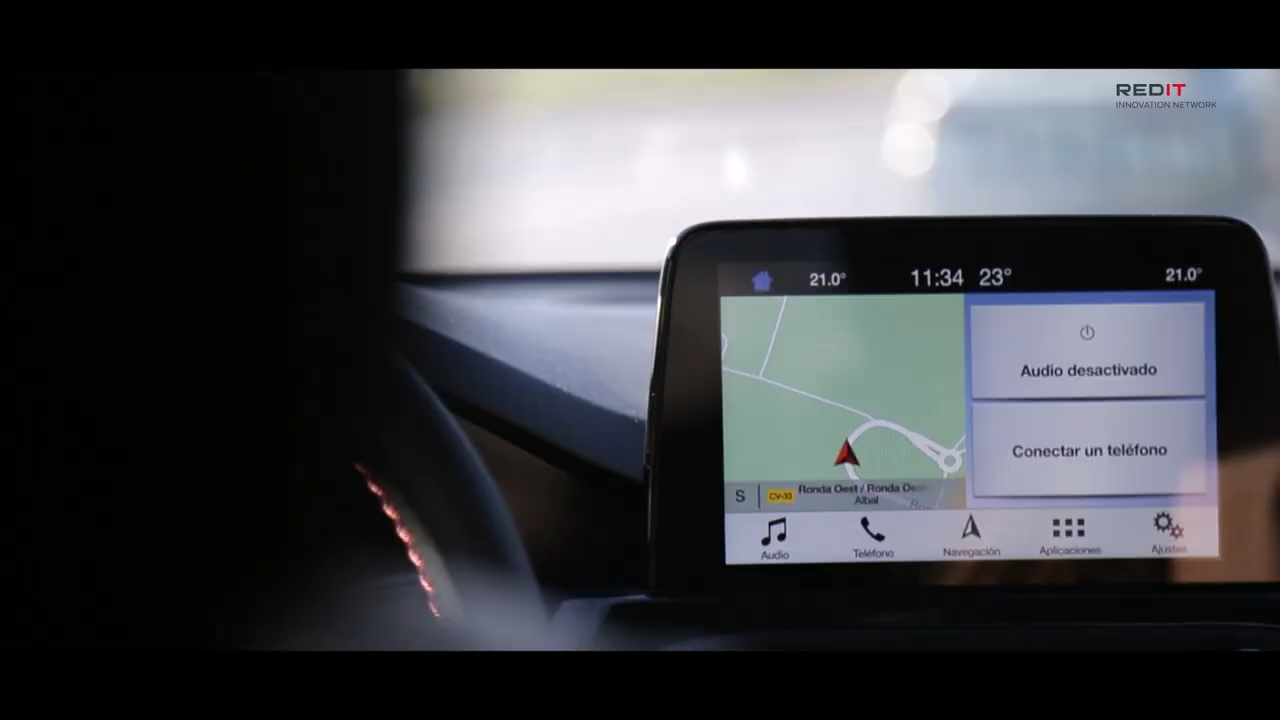 REDIT
INNOVATION NETWORK
21.0° 11:34 23° 21.0°
Audio desactivado
Conectar un teléfono
S CV-33 Ronda Oest / Ronda
Albal
Audio Teléfono Navegación Aplicaciones Ajustes